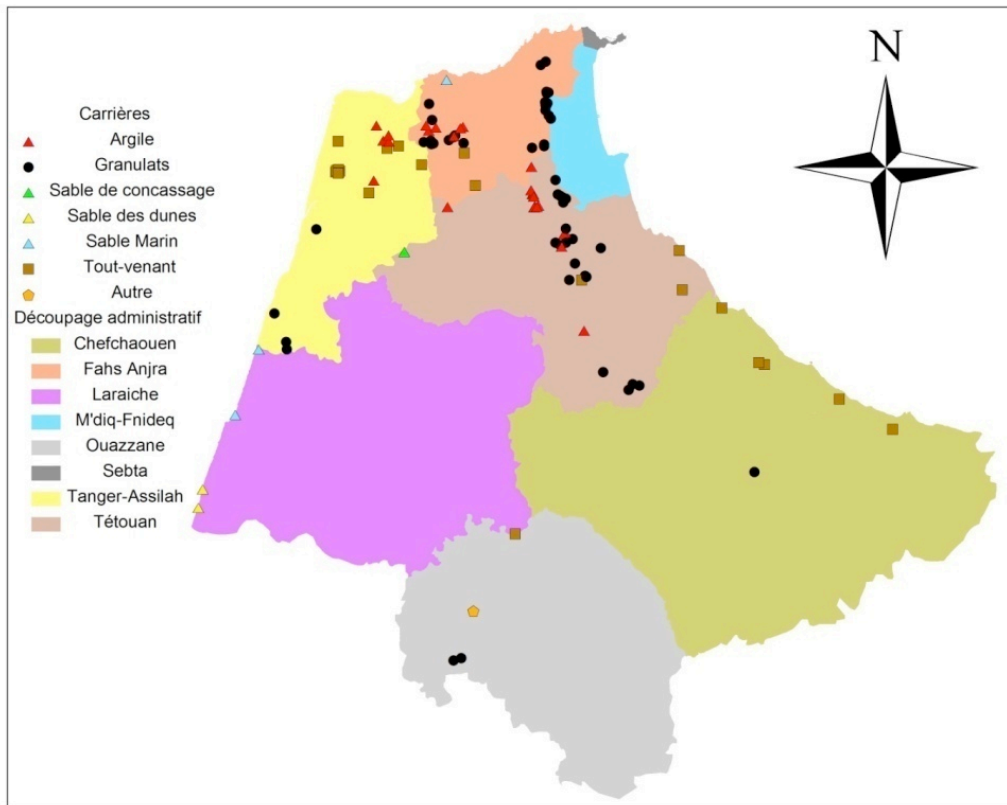 N
Carrières
Argile
Granulats
Sable de concassage
Sable des dunes
Sable Marin
Tout-venant
Autre
Découpage administratif
Chefchaouen
Fahs Anjra
Laraiche
M'diq-Fnideq
Ouazzane
Sebta
Tanger-Assilah
Tétouan